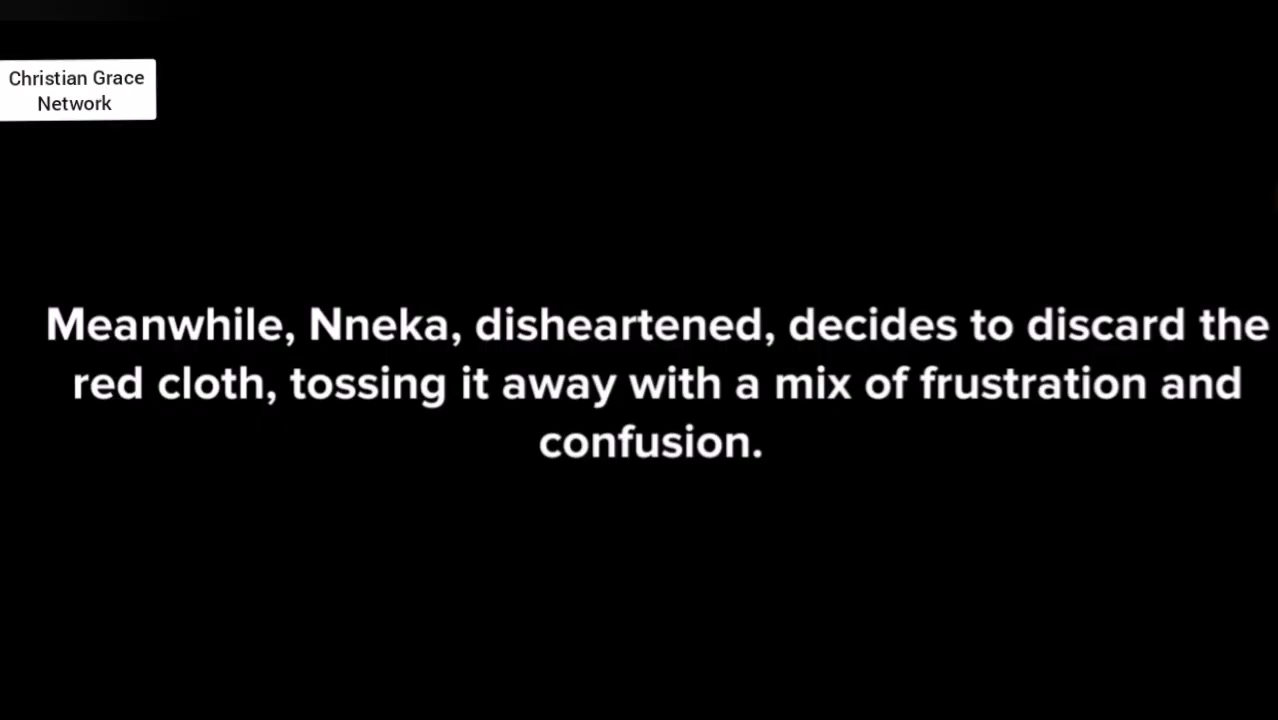 Christian Grace
Network
Meanwhile, Nneka, disheartened, decides to discard the
red cloth, tossing it away with a mix of frustration and
confusion.